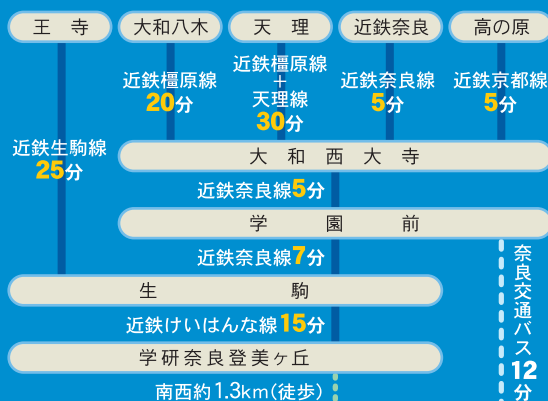 王寺
大和八木
天理
近鉄奈良
高の原
近鉄橿原線
20分
近鉄橿原線
+
天理線
30分
近鉄奈良線
5分
近鉄京都線
5分
近鉄生駒線
25分
大和西大寺
近鉄奈良線5分
学園前
近鉄奈良線7分
奈良交通バス12分
生駒
近鉄けいはんな線15分
学研奈良登美ヶ丘
南西約1.3km(徒歩)